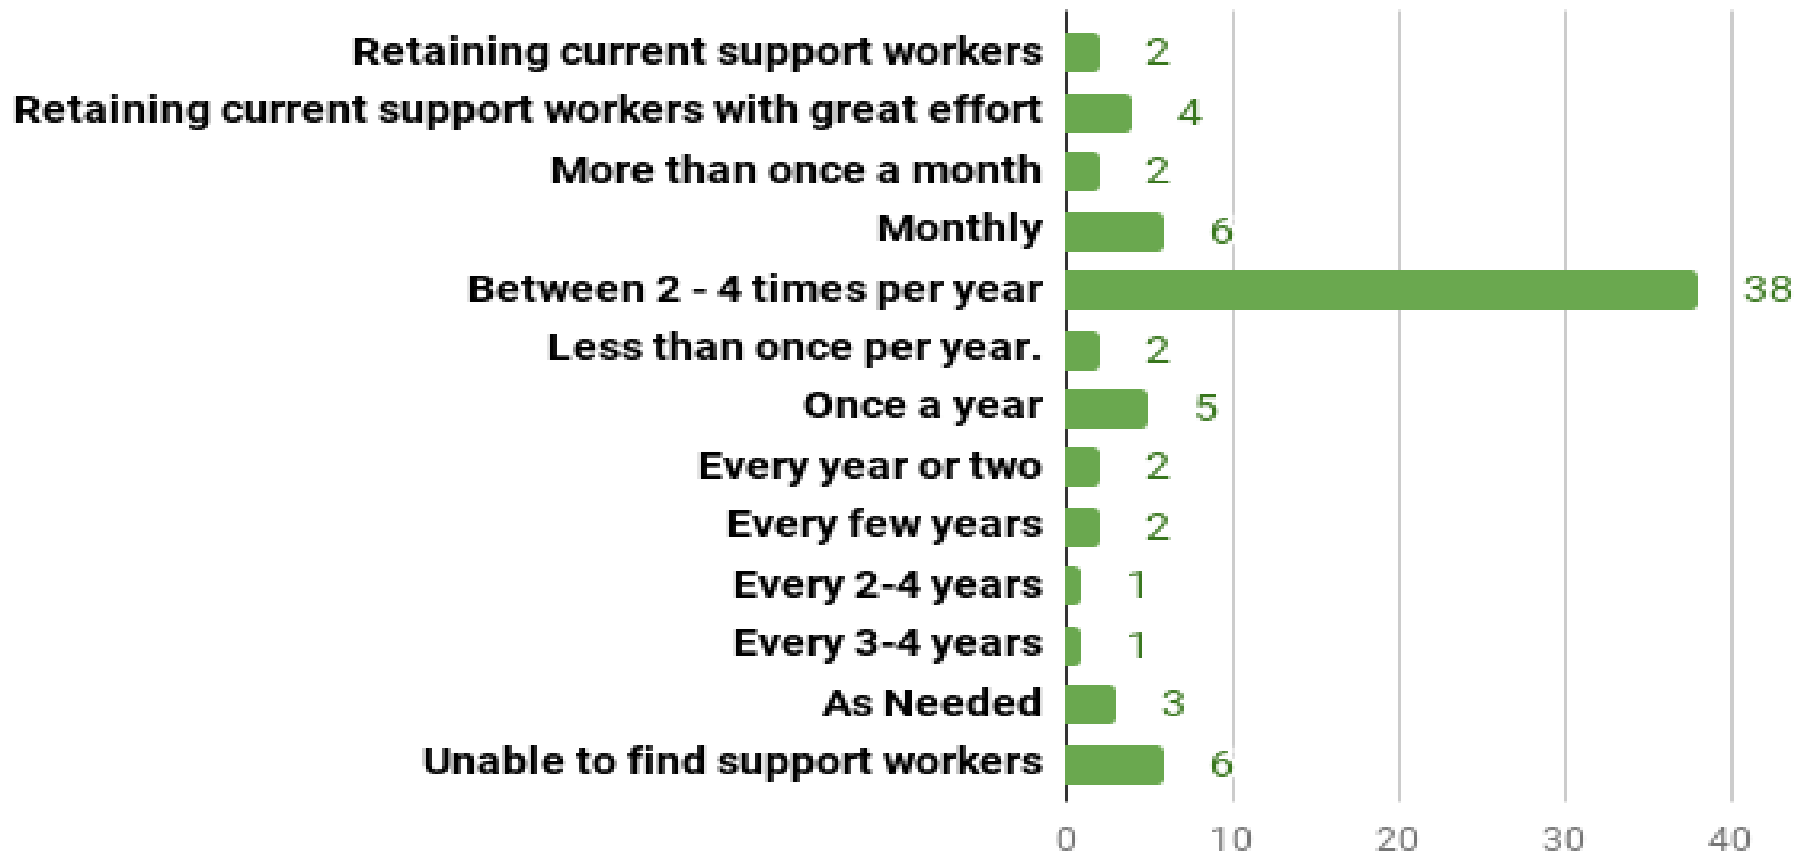 Retaining current support workers 2
Retaining current support workers with great effort 4
More than once a month 2
Monthly 6
Between 2 - 4 times per year 38
Less than once per year. 2
Once a year 5
Every year or two 2
Every few years 2
Every 2-4 years 1
Every 3-4 years 1
As Needed 3
Unable to find support workers 6
0 10 20 30 40